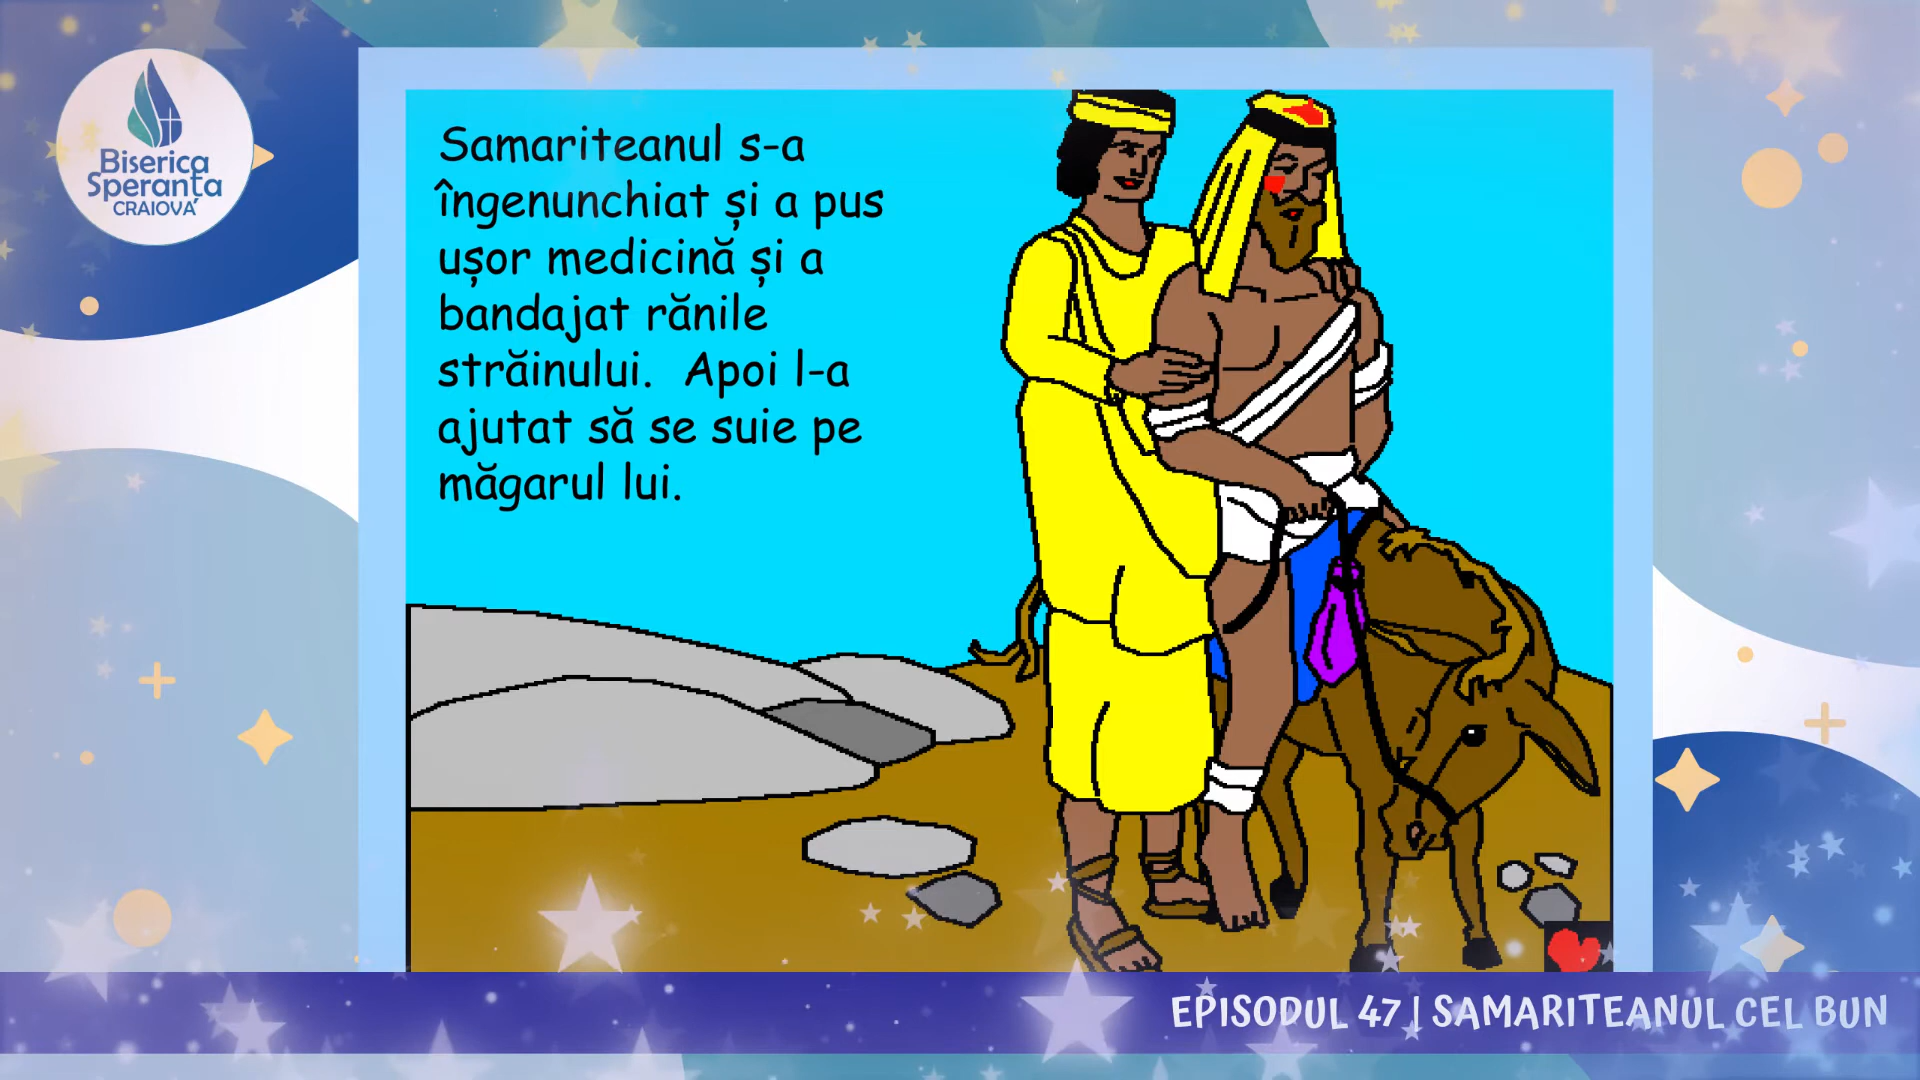 Biserica
Speranța
CRAIOVA
Samariteanul s-a
îngenunchiat și a pus
ușor medicină și a
bandajat rănile
străinului.  Apoi l-a
ajutat să se suie pe
măgarul lui.
EPISODUL 47 | SAMARITEANUL CEL BUN